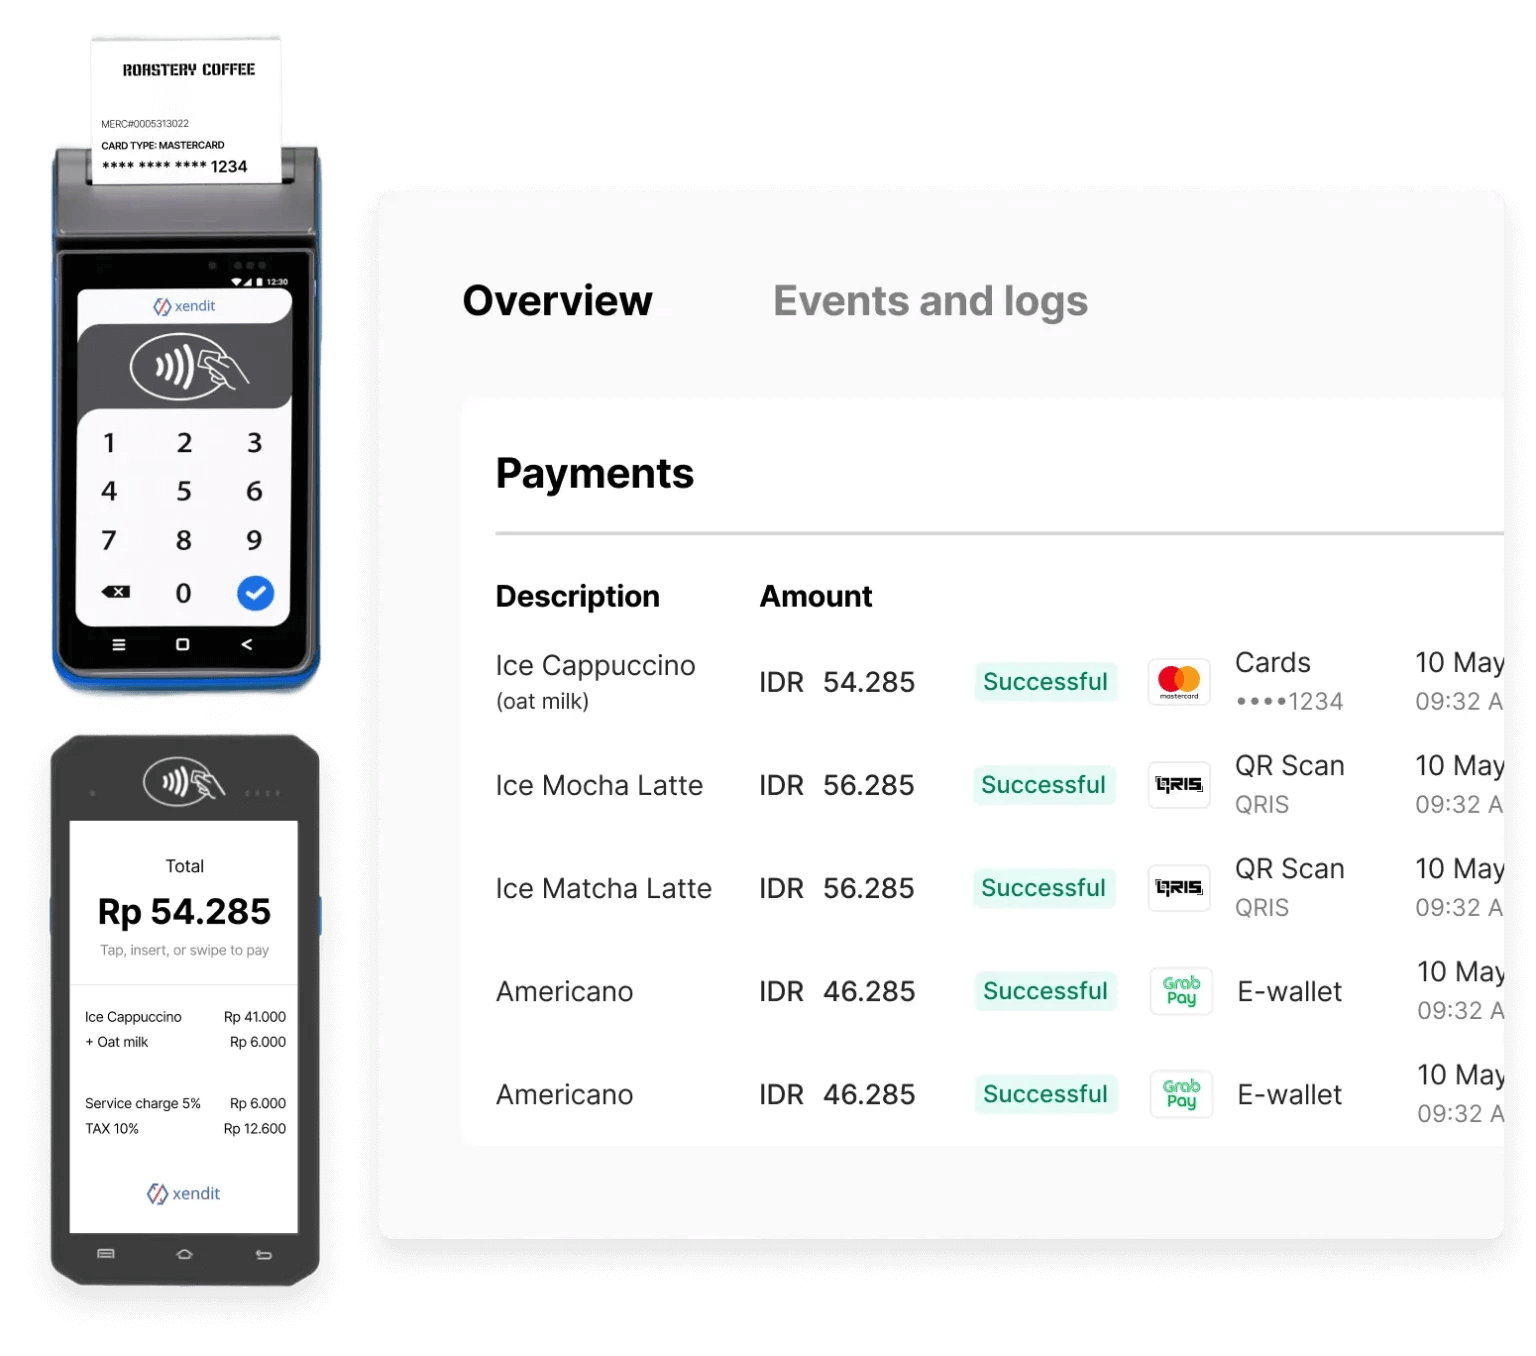 ROASTERY COFFEE
MERC#0005313022
CARD TYPE: MASTERCARD
**** **** **** 1234
12:30
xendit
1 2 3
4 5 6
7 8 9
0
Total
Rp 54.285
Tap, insert, or swipe to pay
Ice Cappuccino Rp 41.000
+ Oat milk Rp 6.000
Service charge 5% Rp 6.000
TAX 10% Rp 12.600
xendit
Overview Events and logs
Payments
Description Amount
Ice Cappuccino (oat milk) IDR 54.285 Successful mastercard Cards ••••1234 10 May 09:32 A
Ice Mocha Latte IDR 56.285 Successful QRIS QR Scan QRIS 10 May 09:32 A
Ice Matcha Latte IDR 56.285 Successful QRIS QR Scan QRIS 10 May 09:32 A
Americano IDR 46.285 Successful Grab Pay E-wallet 10 May 09:32 A
Americano IDR 46.285 Successful Grab Pay E-wallet 10 May 09:32 A